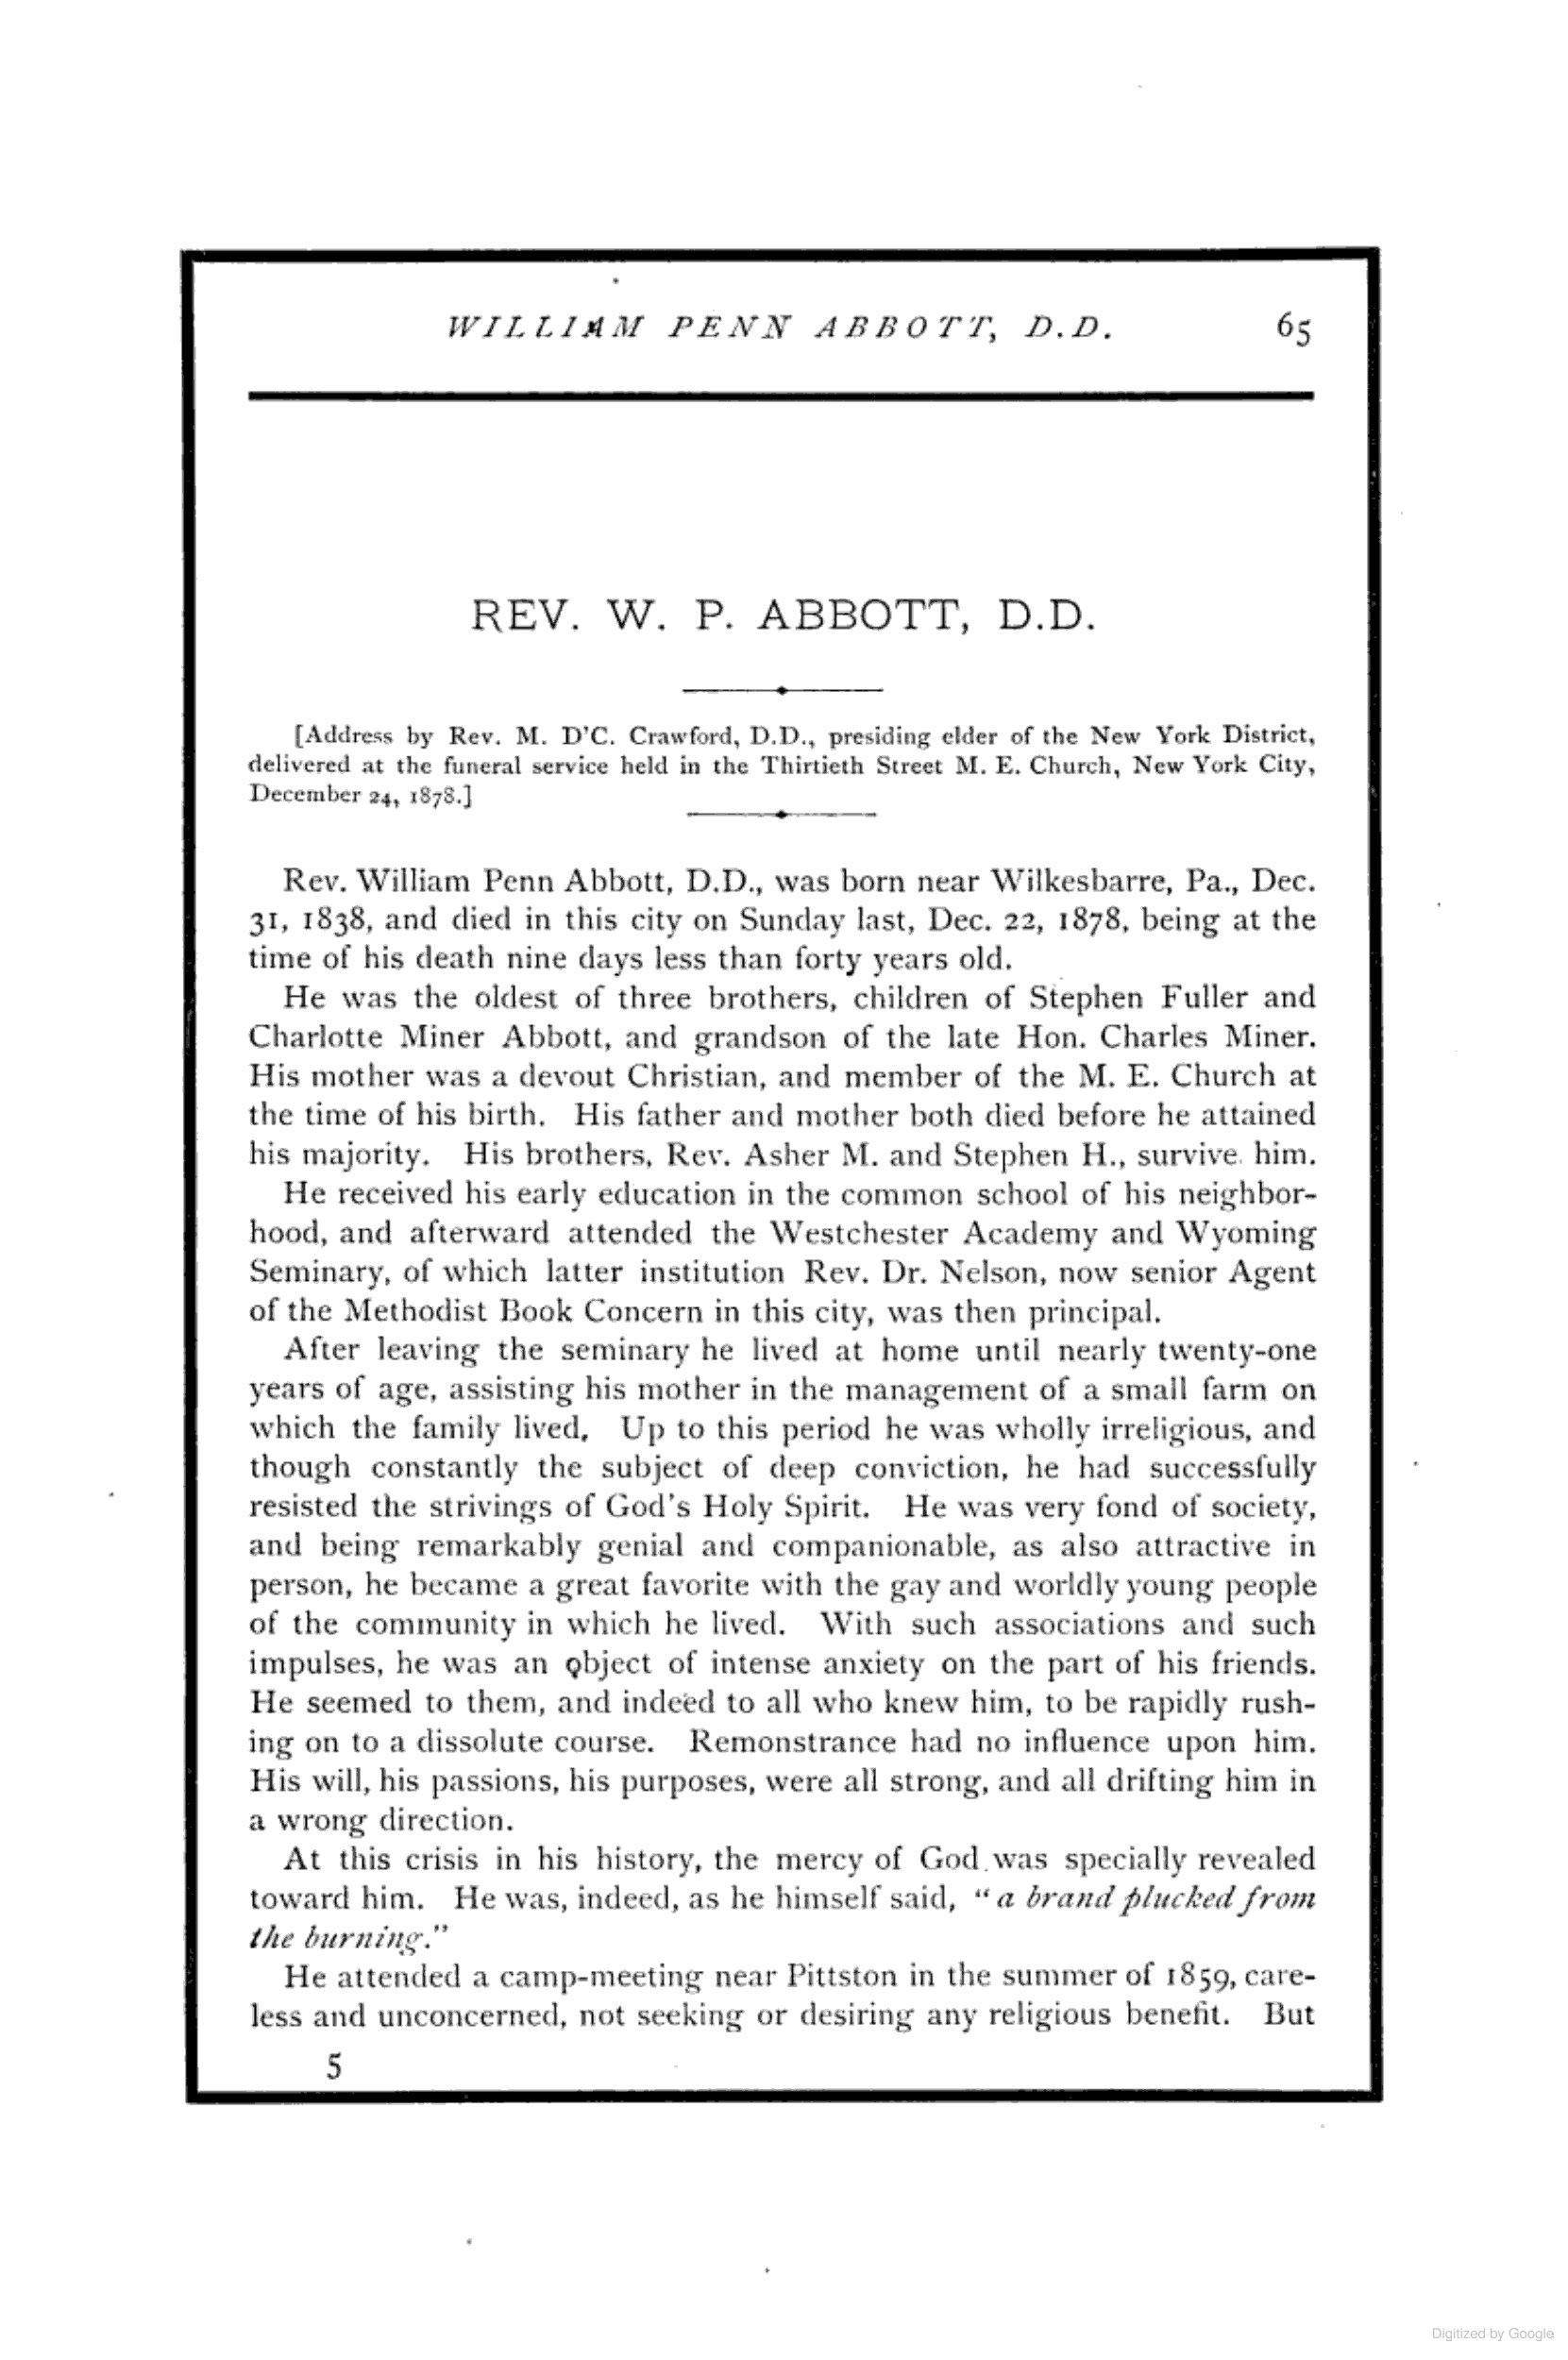 WILLIAM PENN ABBOTT, D.D. 65
REV. W. P. ABBOTT, D.D.
[Address by Rev. M. D'C. Crawford, D.D., presiding elder of the New York District,
delivered at the funeral service held in the Thirtieth Street M. E. Church, New York City,
December 24, 1878.]
Rev. William Penn Abbott, D.D., was born near Wilkesbarre, Pa., Dec.
31, 1838, and died in this city on Sunday last, Dec. 22, 1878, being at the
time of his death nine days less than forty years old.
He was the oldest of three brothers, children of Stephen Fuller and
Charlotte Miner Abbott, and grandson of the late Hon. Charles Miner.
His mother was a devout Christian, and member of the M. E. Church at
the time of his birth. His father and mother both died before he attained
his majority. His brothers, Rev. Asher M. and Stephen H., survive him.
He received his early education in the common school of his neighbor-
hood, and afterward attended the Westchester Academy and Wyoming
Seminary, of which latter institution Rev. Dr. Nelson, now senior Agent
of the Methodist Book Concern in this city, was then principal.
After leaving the seminary he lived at home until nearly twenty-one
years of age, assisting his mother in the management of a small farm on
which the family lived. Up to this period he was wholly irreligious, and
though constantly the subject of deep conviction, he had successfully
resisted the strivings of God's Holy Spirit. He was very fond of society,
and being remarkably genial and companionable, as also attractive in
person, he became a great favorite with the gay and worldly young people
of the community in which he lived. With such associations and such
impulses, he was an object of intense anxiety on the part of his friends.
He seemed to them, and indeed to all who knew him, to be rapidly rush-
ing on to a dissolute course. Remonstrance had no influence upon him.
His will, his passions, his purposes, were all strong, and all drifting him in
a wrong direction.
At this crisis in his history, the mercy of God was specially revealed
toward him. He was, indeed, as he himself said, "a brand plucked from
the burning."
He attended a camp-meeting near Pittston in the summer of 1859, care-
less and unconcerned, not seeking or desiring any religious benefit. But
5
Digitized by Google